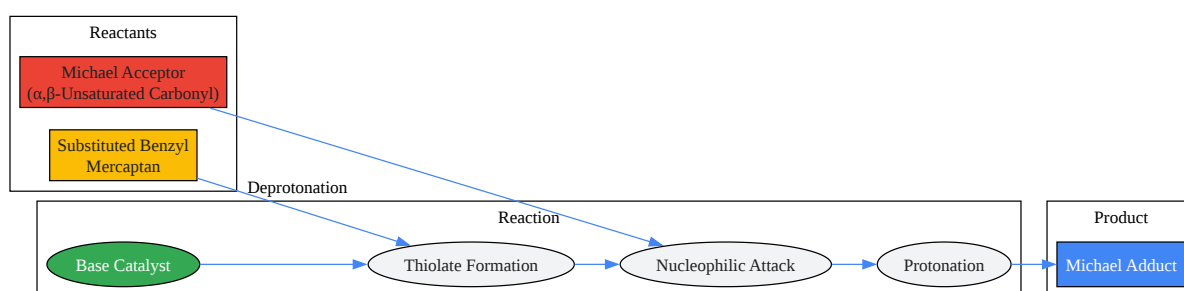 Reactants
Michael Acceptor
(α,β-Unsaturated Carbonyl)
Substituted Benzyl
Mercaptan
Deprotonation
Reaction
Product
Base Catalyst
Thiolate Formation
Nucleophilic Attack
Protonation
Michael Adduct